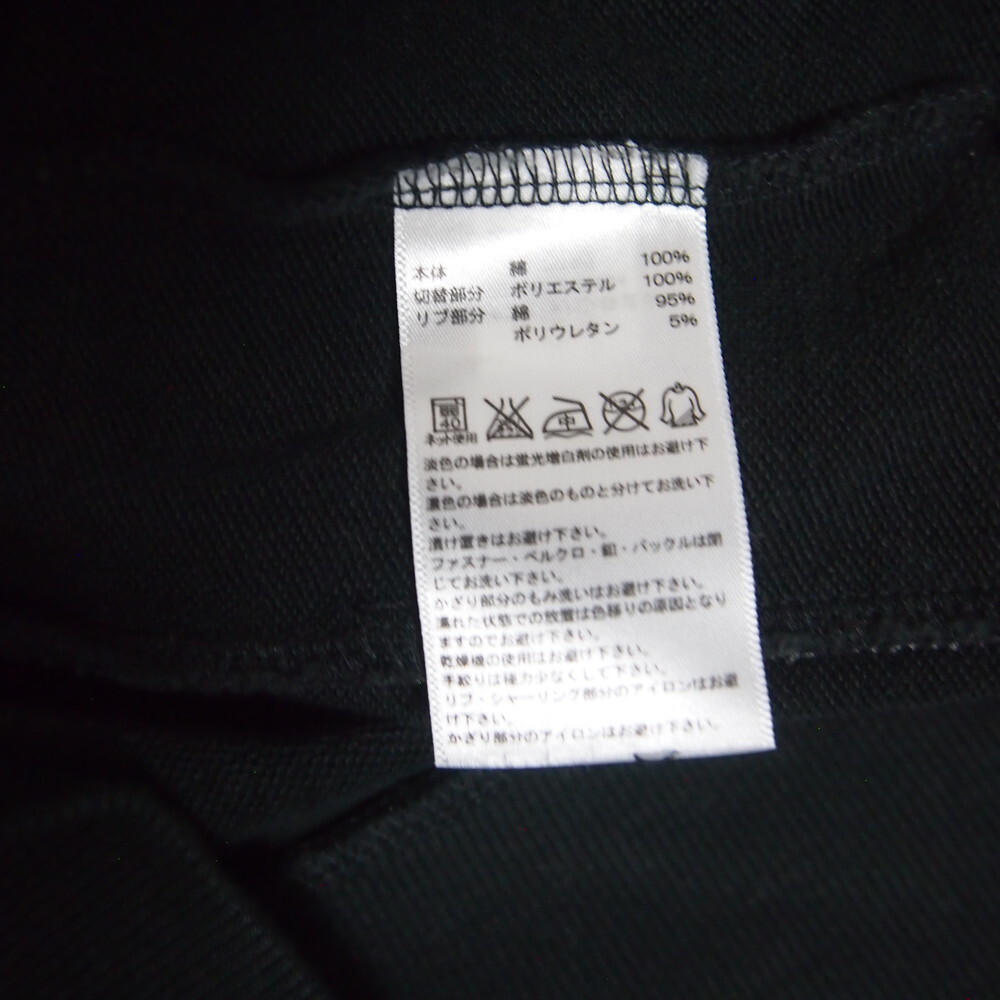 本体 綿 100%
切替部分 ポリエステル 100%
リブ部分 綿 95%
ポリウレタン 5%
40
ネット使用
中
淡色の場合は蛍光増白剤の使用はお避け下
さい。
濃色の場合は淡色のものと分けてお洗い下
さい。
漬け置きはお避け下さい。
ファスナー・ベルクロ・釦・バックルは閉
じてお洗い下さい。
かざり部分のもみ洗いはお避け下さい。
濡れた状態での放置は色移りの原因となり
ますのでお避け下さい。
乾燥機の使用はお避け下さい。
手絞りは極力少なくして下さい。
リブ・シャーリング部分のアイロンはお避
け下さい。
かざり部分のアイロンはお避け下さい。